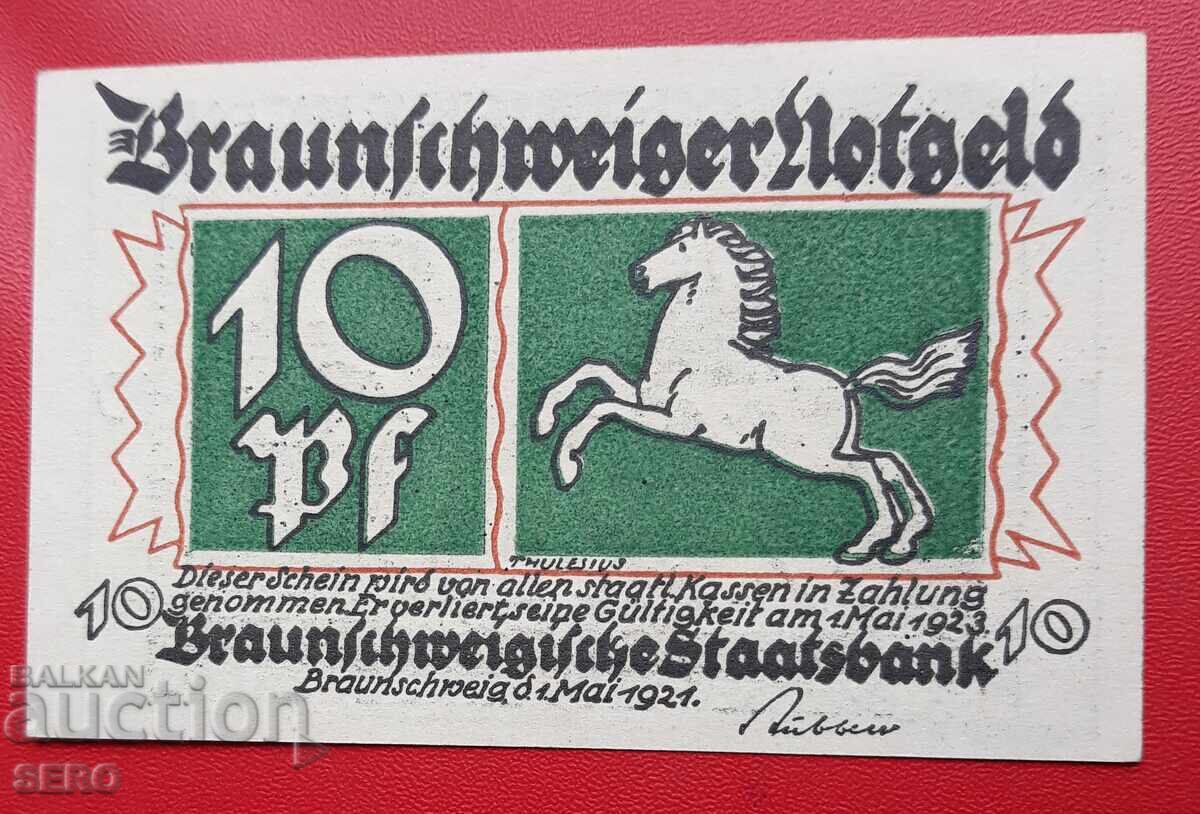 Braunschweiger Notgeld
10
Pf
THULESIUS
Dieser Schein wird von allen staatl. Kassen in Zahlung
genommen. Er verliert seine Gültigkeit am 1. Mai 1923.
10 10
Braunschweigische Staatsbank
Braunschweig, d. 1. Mai 1921.
BALKAN
auction
SERO